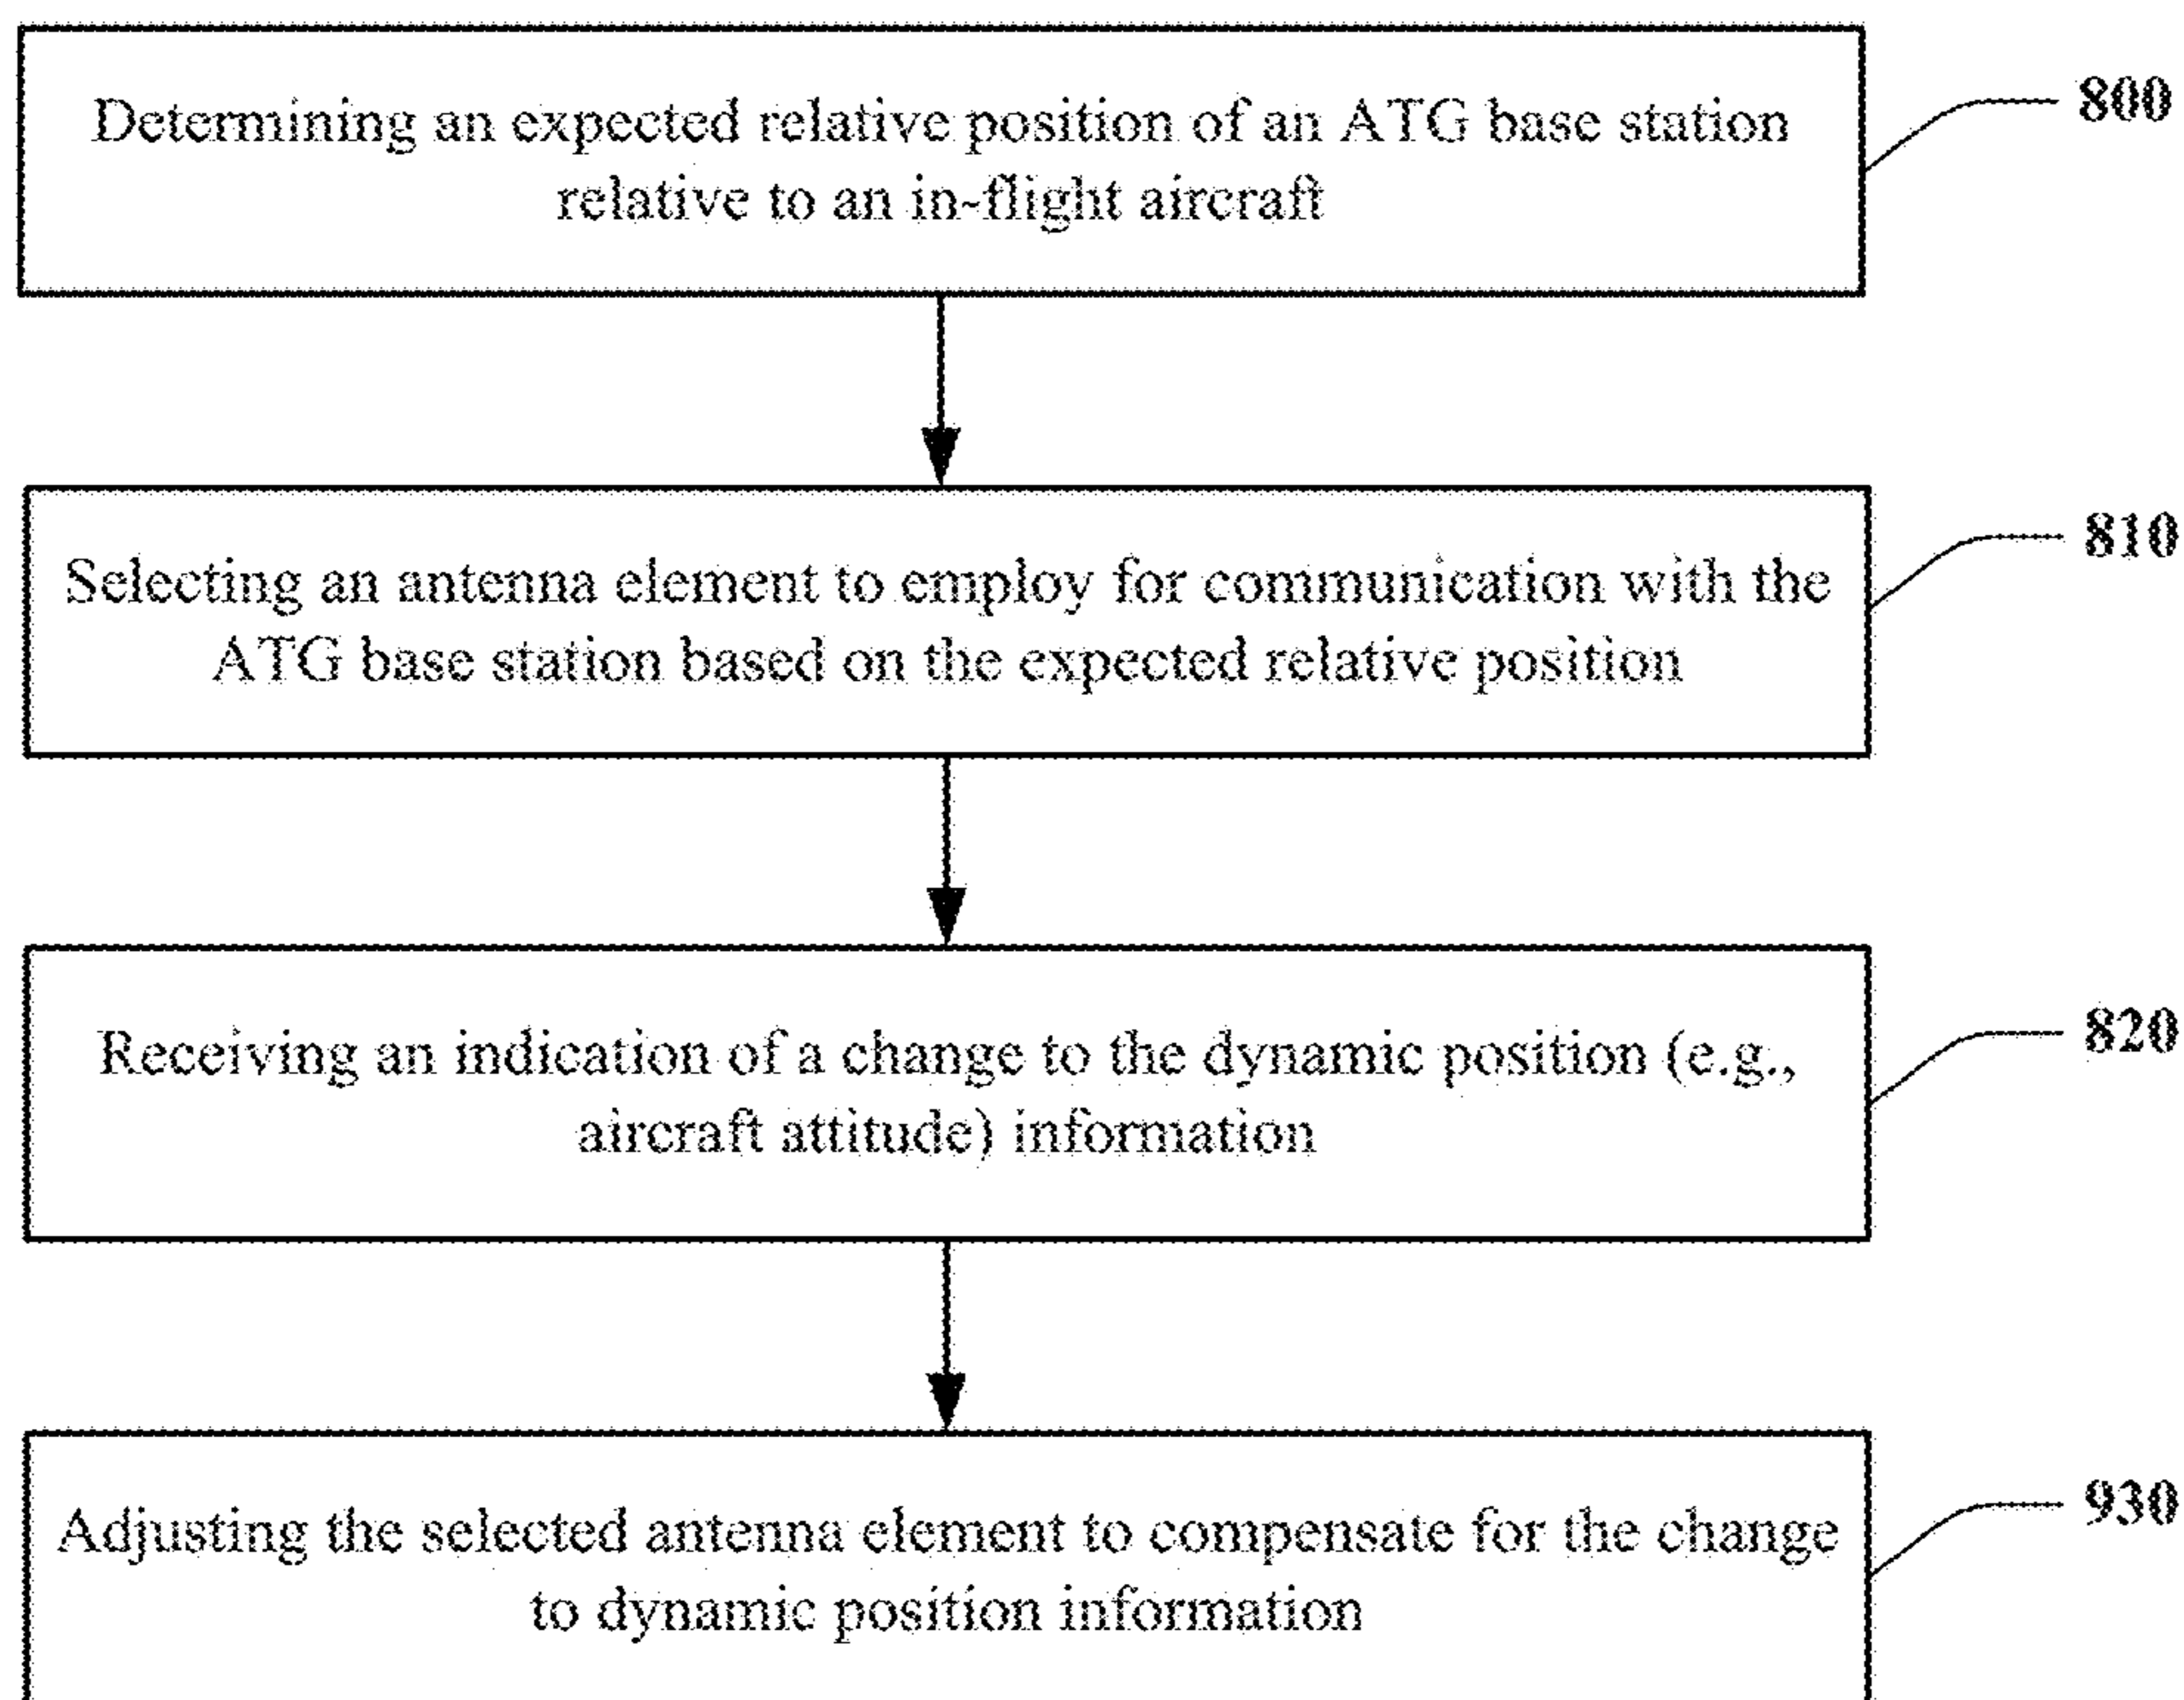 Determining an expected relative position of an ATG base station
relative to an in-flight aircraft
800
Selecting an antenna element to employ for communication with the
ATG base station based on the expected relative position
810
Receiving an indication of a change to the dynamic position (e.g.,
aircraft attitude) information
820
Adjusting the selected antenna element to compensate for the change
to dynamic position information
930